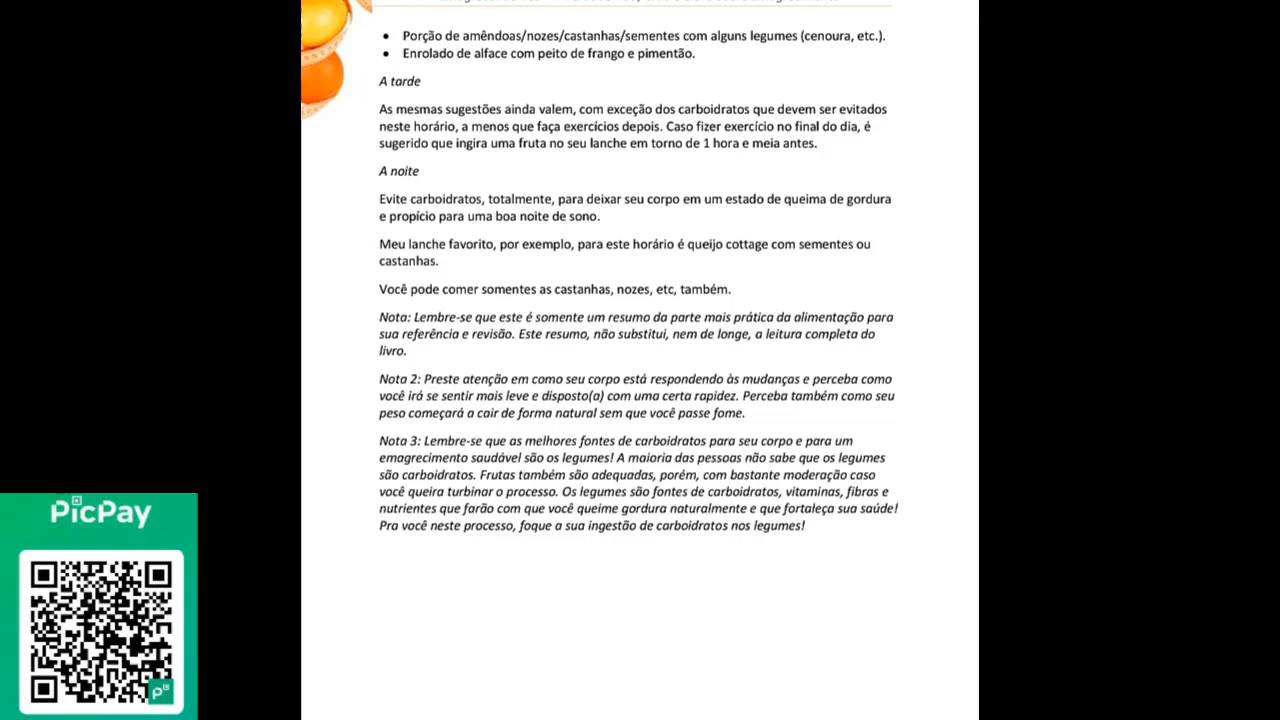 • Porção de amêndoas/nozes/castanhas/sementes com alguns legumes (cenoura, etc.).
• Enrolado de alface com peito de frango e pimentão.
A tarde
As mesmas sugestões ainda valem, com exceção dos carboidratos que devem ser evitados
neste horário, a menos que faça exercícios depois. Caso fizer exercício no final do dia, é
sugerido que ingira uma fruta no seu lanche em torno de 1 hora e meia antes.
A noite
Evite carboidratos, totalmente, para deixar seu corpo em um estado de queima de gordura
e propício para uma boa noite de sono.
Meu lanche favorito, por exemplo, para este horário é queijo cottage com sementes ou
castanhas.
Você pode comer somentes as castanhas, nozes, etc, também.
Nota: Lembre-se que este é somente um resumo da parte mais prática da alimentação para
sua referência e revisão. Este resumo, não substitui, nem de longe, a leitura completa do
livro.
Nota 2: Preste atenção em como seu corpo está respondendo às mudanças e perceba como
você irá se sentir mais leve e disposto(a) com uma certa rapidez. Perceba também como seu
peso começará a cair de forma natural sem que você passe fome.
Nota 3: Lembre-se que as melhores fontes de carboidratos para seu corpo e para um
emagrecimento saudável são os legumes! A maioria das pessoas não sabe que os legumes
são carboidratos. Frutas também são adequadas, porém, com bastante moderação caso
você queira turbinar o processo. Os legumes são fontes de carboidratos, vitaminas, fibras e
nutrientes que farão com que você queime gordura naturalmente e que fortaleça sua saúde!
Pra você neste processo, foque a sua ingestão de carboidratos nos legumes!
PicPay